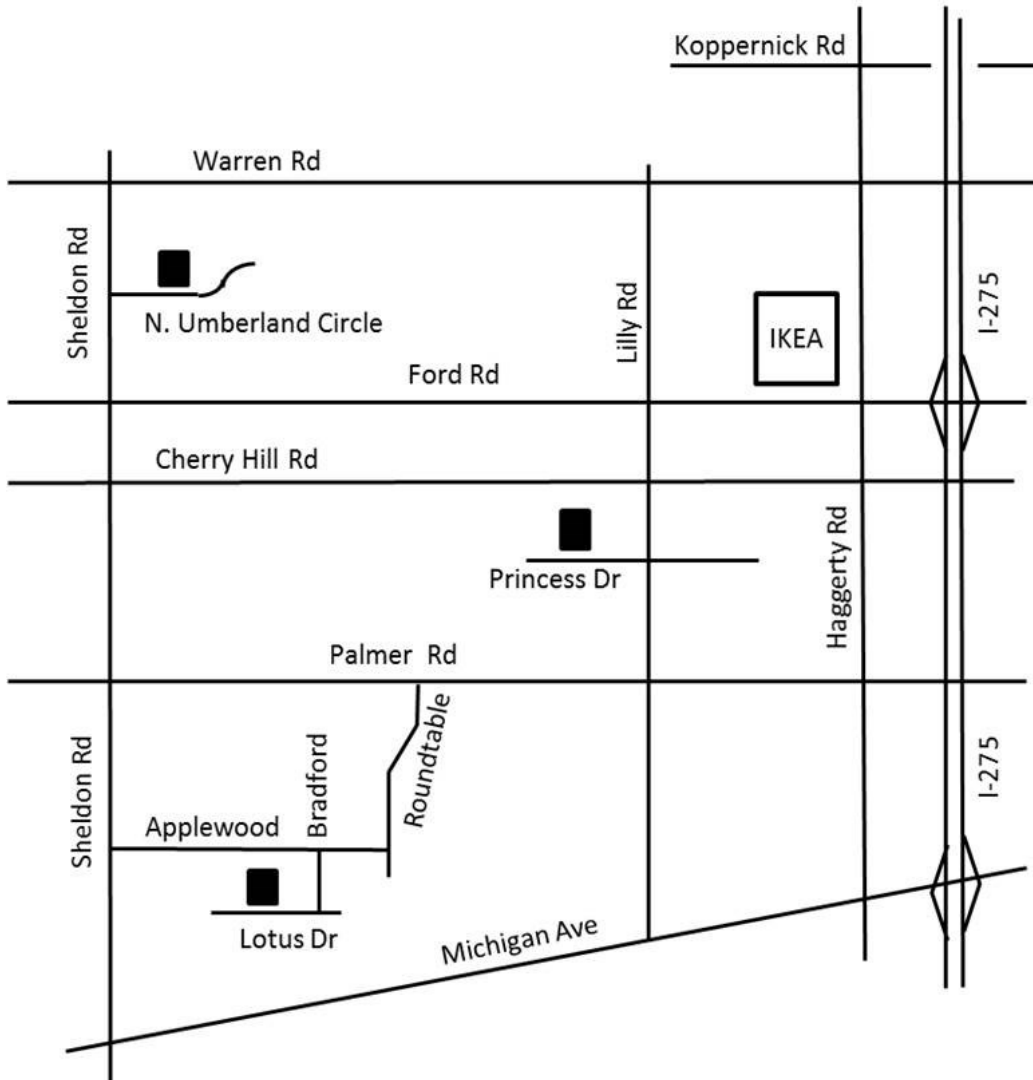 Koppernick Rd
Warren Rd
Sheldon Rd
N. Umberland Circle
Lilly Rd
IKEA
I-275
Ford Rd
Cherry Hill Rd
Princess Dr
Haggerty Rd
Palmer Rd
Sheldon Rd
Bradford
Roundtable
I-275
Applewood
Lotus Dr
Michigan Ave